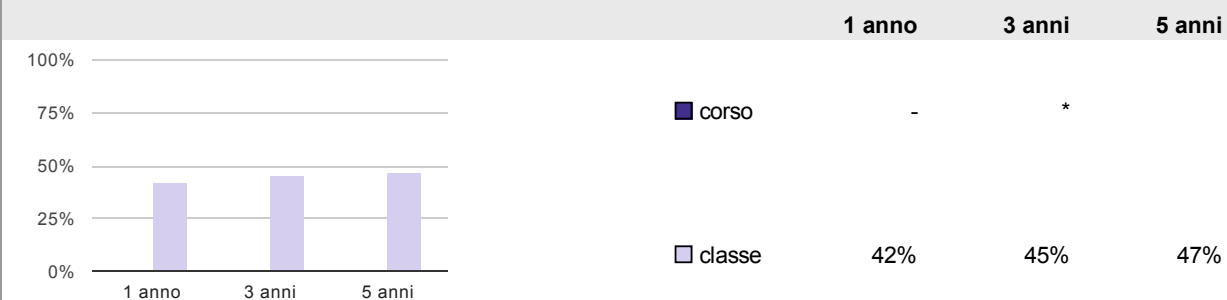 1 anno 3 anni 5 anni
100%
75%
50%
25%
0%
1 anno 3 anni 5 anni
corso - *
classe 42% 45% 47%